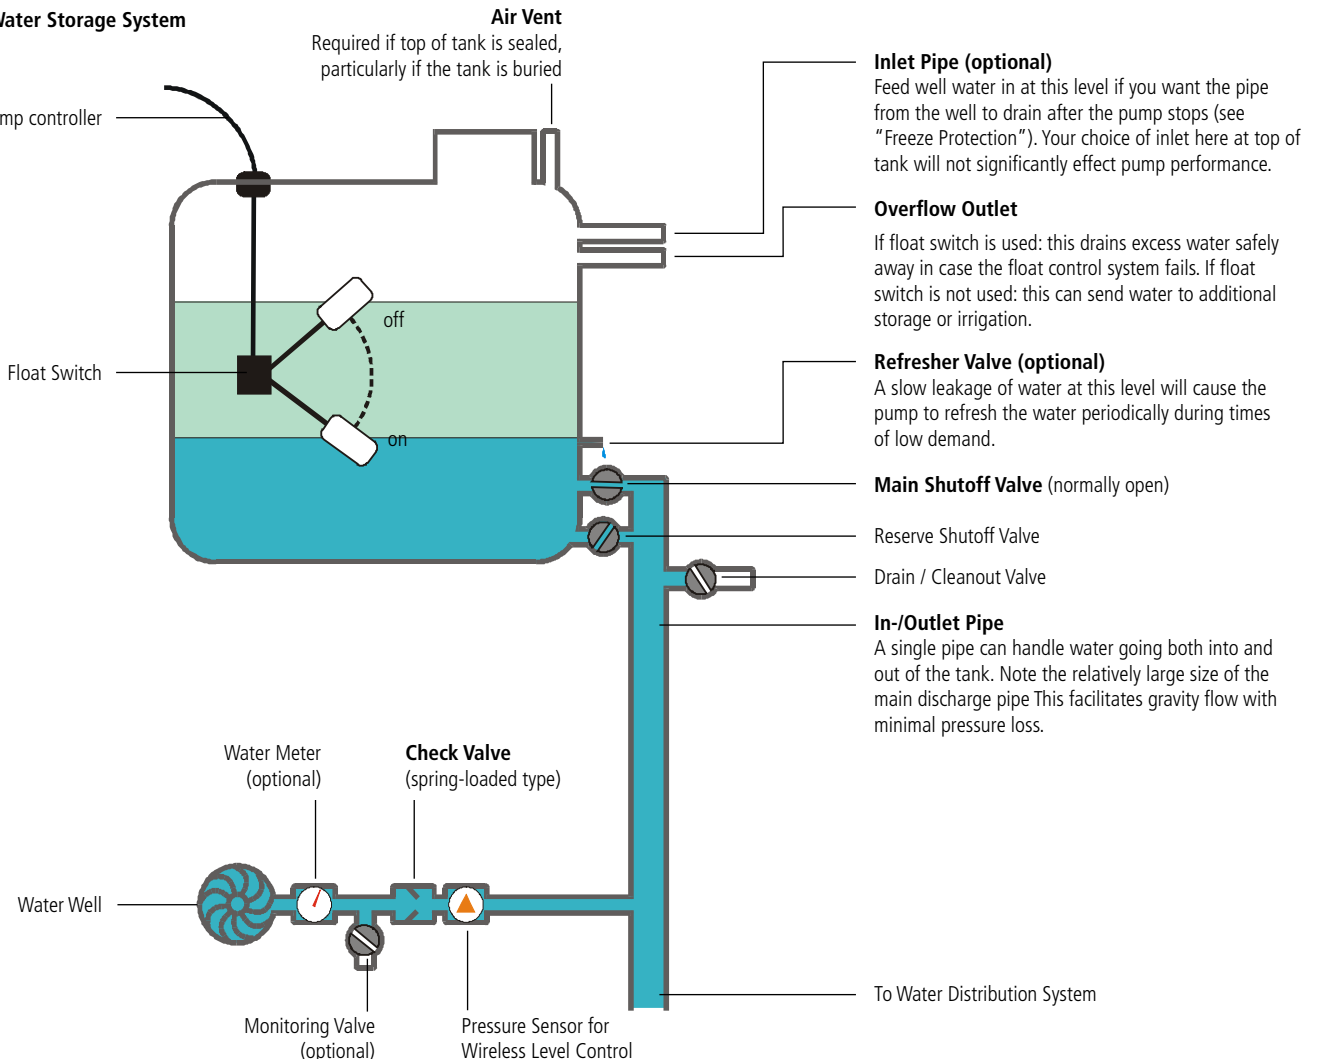 Water Storage System
Air Vent
Required if top of tank is sealed,
particularly if the tank is buried
mp controller
Float Switch
off
on
Inlet Pipe (optional)
Feed well water in at this level if you want the pipe
from the well to drain after the pump stops (see
“Freeze Protection”). Your choice of inlet here at top of
tank will not significantly effect pump performance.
Overflow Outlet
If float switch is used: this drains excess water safely
away in case the float control system fails. If float
switch is not used: this can send water to additional
storage or irrigation.
Refresher Valve (optional)
A slow leakage of water at this level will cause the
pump to refresh the water periodically during times
of low demand.
Main Shutoff Valve (normally open)
Reserve Shutoff Valve
Drain / Cleanout Valve
In-/Outlet Pipe
A single pipe can handle water going both into and
out of the tank. Note the relatively large size of the
main discharge pipe This facilitates gravity flow with
minimal pressure loss.
Water Meter
(optional)
Check Valve
(spring-loaded type)
Water Well
Monitoring Valve
(optional)
Pressure Sensor for
Wireless Level Control
To Water Distribution System